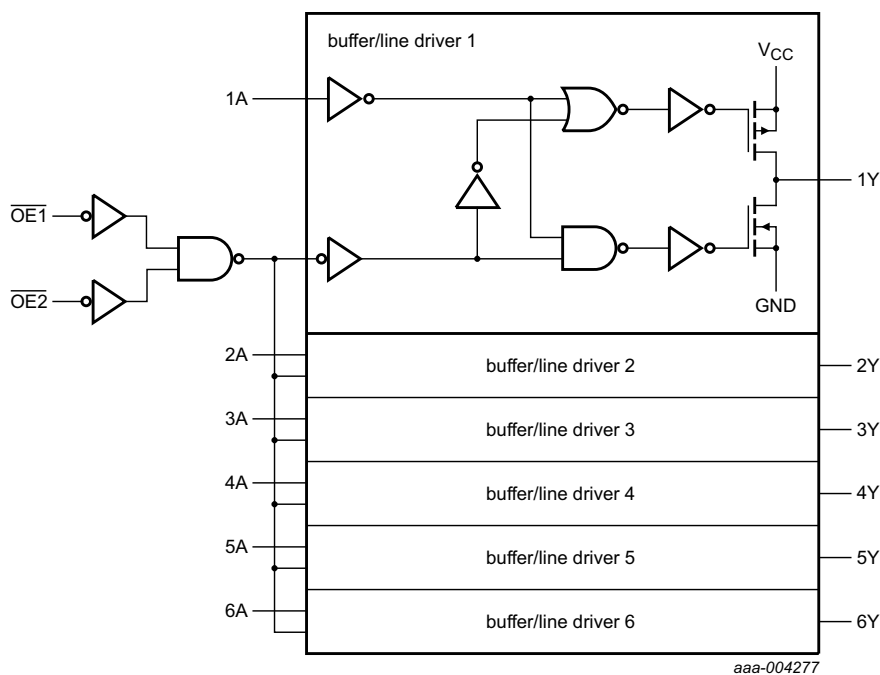 buffer/line driver 1
VCC
1A
1Y
O̅E̅1̅
O̅E̅2̅
GND
2A
buffer/line driver 2
2Y
3A
buffer/line driver 3
3Y
4A
buffer/line driver 4
4Y
5A
buffer/line driver 5
5Y
6A
buffer/line driver 6
6Y
aaa-004277